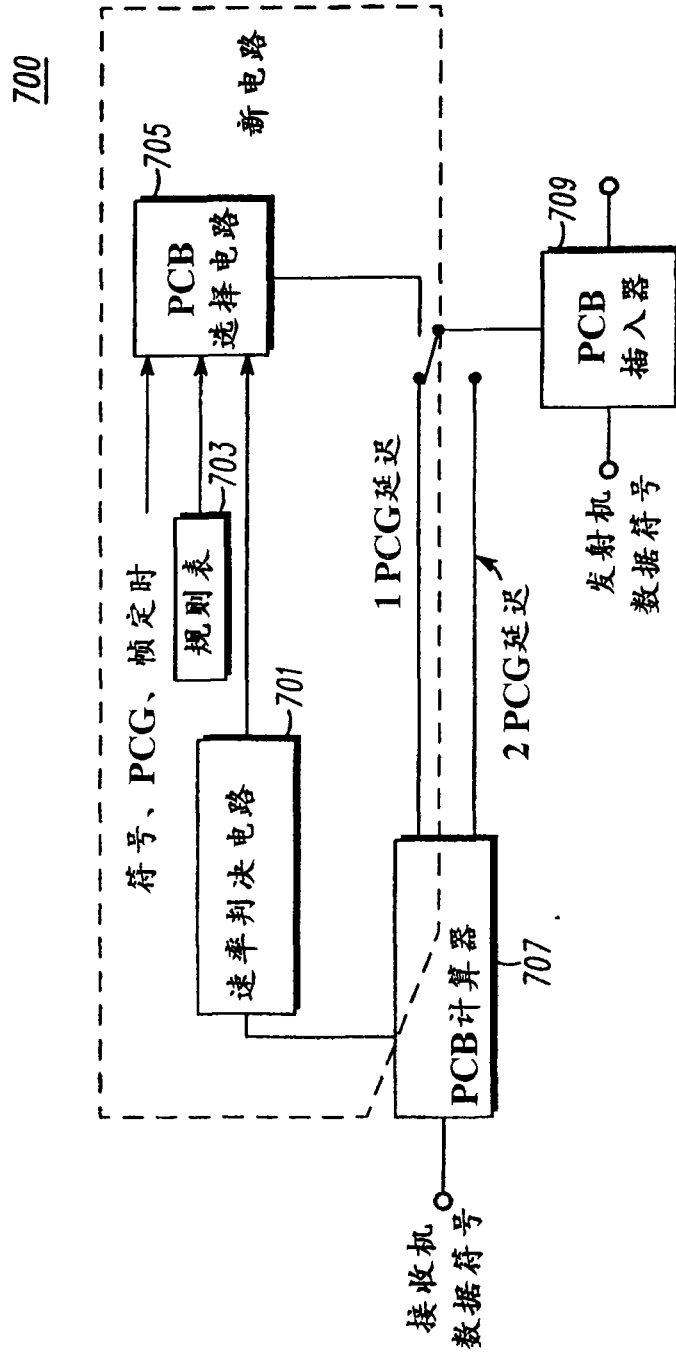 700
符号、PCG、帧定时
规则表
703
PCB
选择电路
705
新电路
速率判决电路
701
1 PCG延迟
2 PCG延迟
接收机
数据符号
PCB计算器
707
发射机
数据符号
PCB
插入器
709